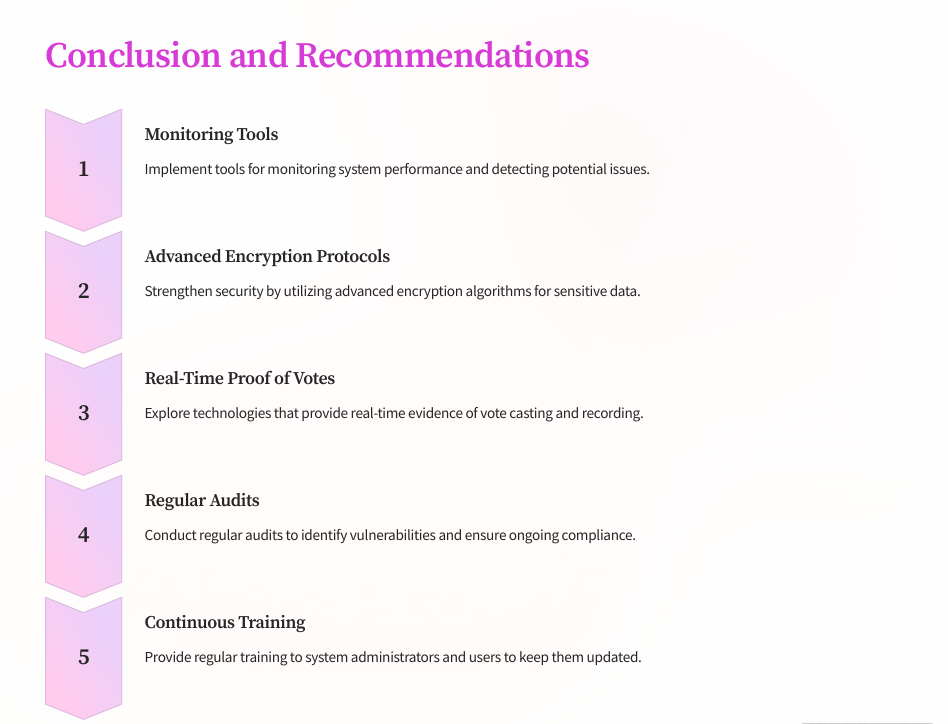 Conclusion and Recommendations
1
Monitoring Tools
Implement tools for monitoring system performance and detecting potential issues.
2
Advanced Encryption Protocols
Strengthen security by utilizing advanced encryption algorithms for sensitive data.
3
Real-Time Proof of Votes
Explore technologies that provide real-time evidence of vote casting and recording.
4
Regular Audits
Conduct regular audits to identify vulnerabilities and ensure ongoing compliance.
5
Continuous Training
Provide regular training to system administrators and users to keep them updated.